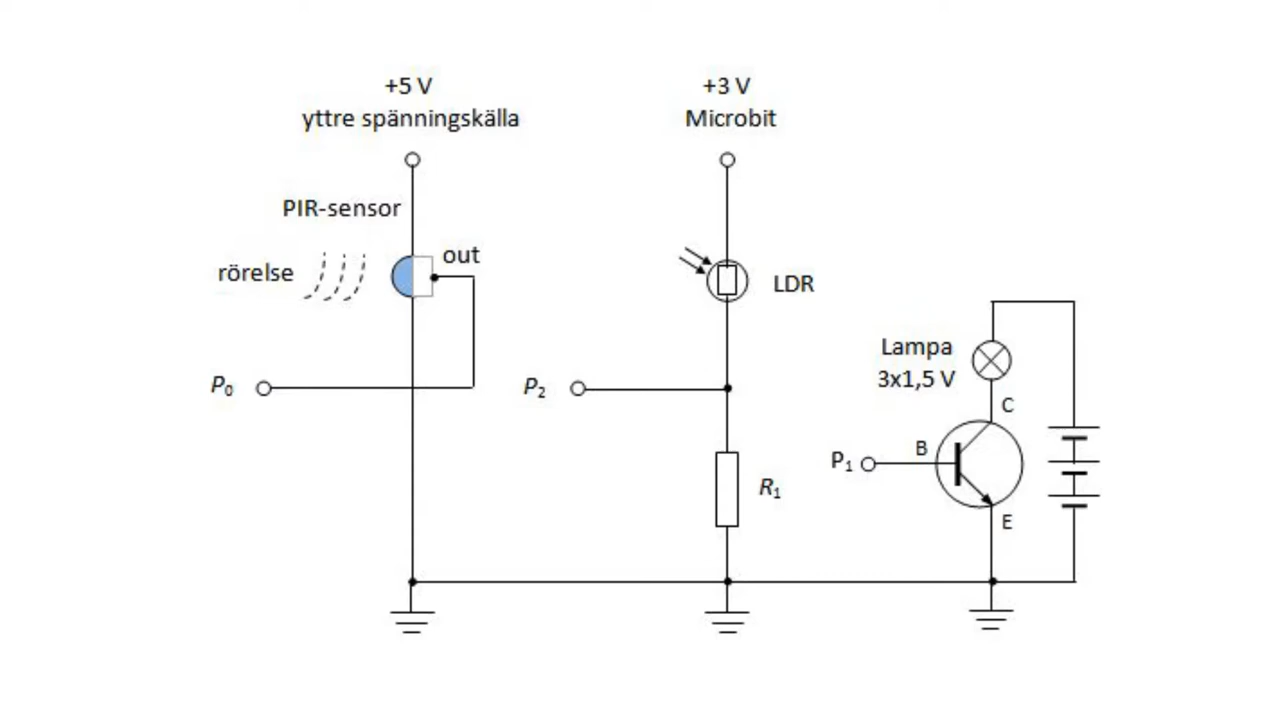 +5 V
yttre spänningskälla
+3 V
Microbit
PIR-sensor
out
rörelse
LDR
Lampa
3x1,5 V
P₀
P₂
C
B
P₁
R₁
E